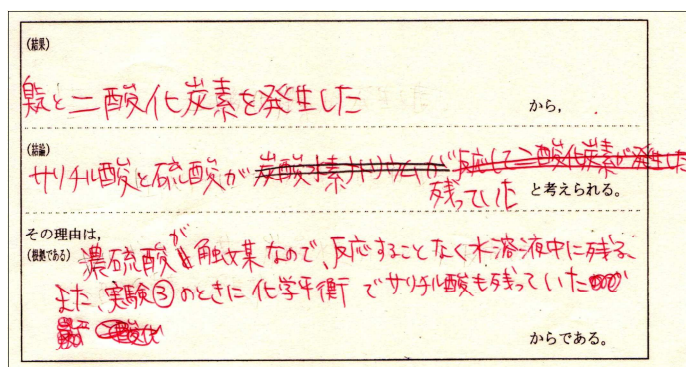 (結果)
気と二酸化炭素を発生した から,
(結論)
サリチル酸と硫酸が
残っていた と考えられる。
その理由は,
(根拠である) 濃硫酸が触媒なので、反応することなく水溶液中に残る
また、実験③のときに化学平衡でサリチル酸も残っていた
からである。